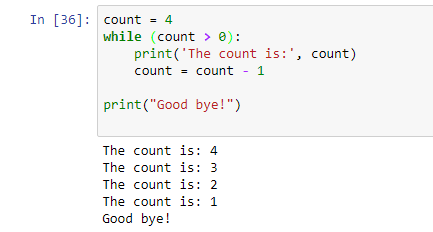 In [36]: count = 4
while (count > 0):
    print('The count is:', count)
    count = count - 1

print("Good bye!")

The count is: 4
The count is: 3
The count is: 2
The count is: 1
Good bye!